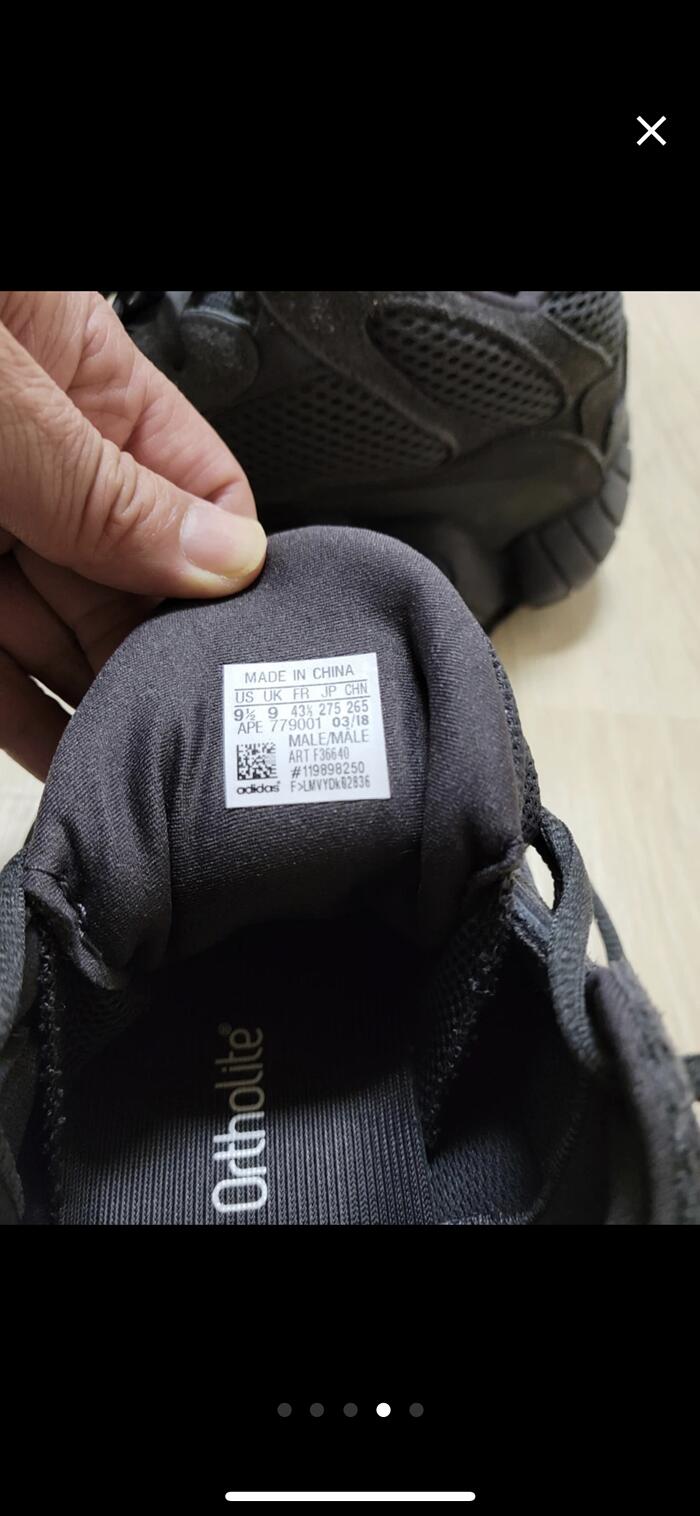 MADE IN CHINA
US UK FR JP CHN
9½ 9 43⅓ 275 265
APE 779001 03/18
MALE/MÂLE
ART F36640
#119898250
adidas® F>LMVYDK02836
Ortholite®